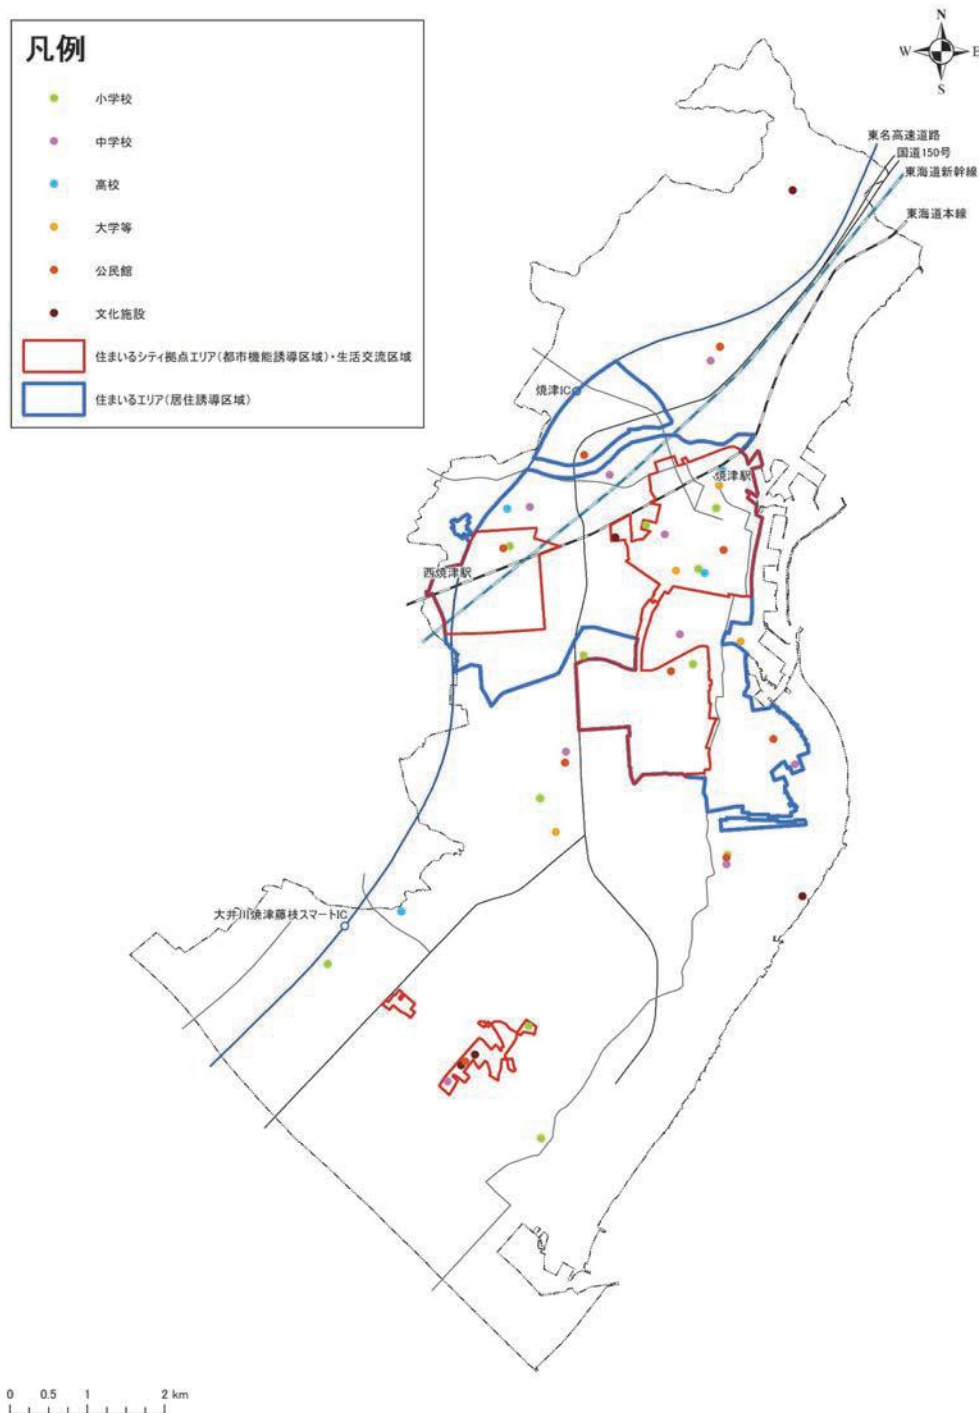 凡例
小学校
中学校
高校
大学等
公民館
文化施設
住まいるシティ拠点エリア(都市機能誘導区域)・生活交流区域
住まいるエリア(居住誘導区域)
N
W
E
S
東名高速道路
国道150号
東海道新幹線
東海道本線
焼津IC
焼津駅
西焼津駅
大井川焼津藤枝スマートIC
0 0.5 1 2 km